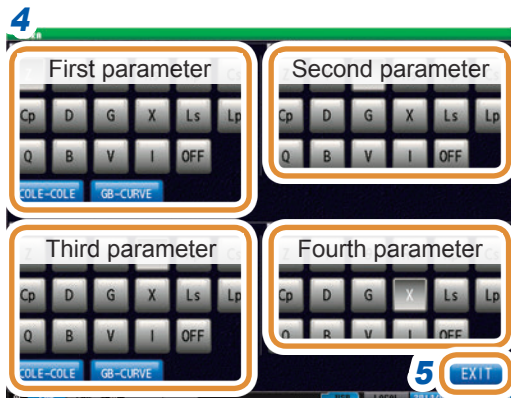 4
First parameter
Second parameter
Cp D G X Ls Lp
Cp D G X Ls Lp
Q B V I OFF
Q B V I OFF
COLE-COLE GB-CURVE
Third parameter
Fourth parameter
Cp D G X Ls Lp
Cp D G X Ls Lp
Q B V I OFF
Q B V I OFF
COLE-COLE GB-CURVE
5 EXIT